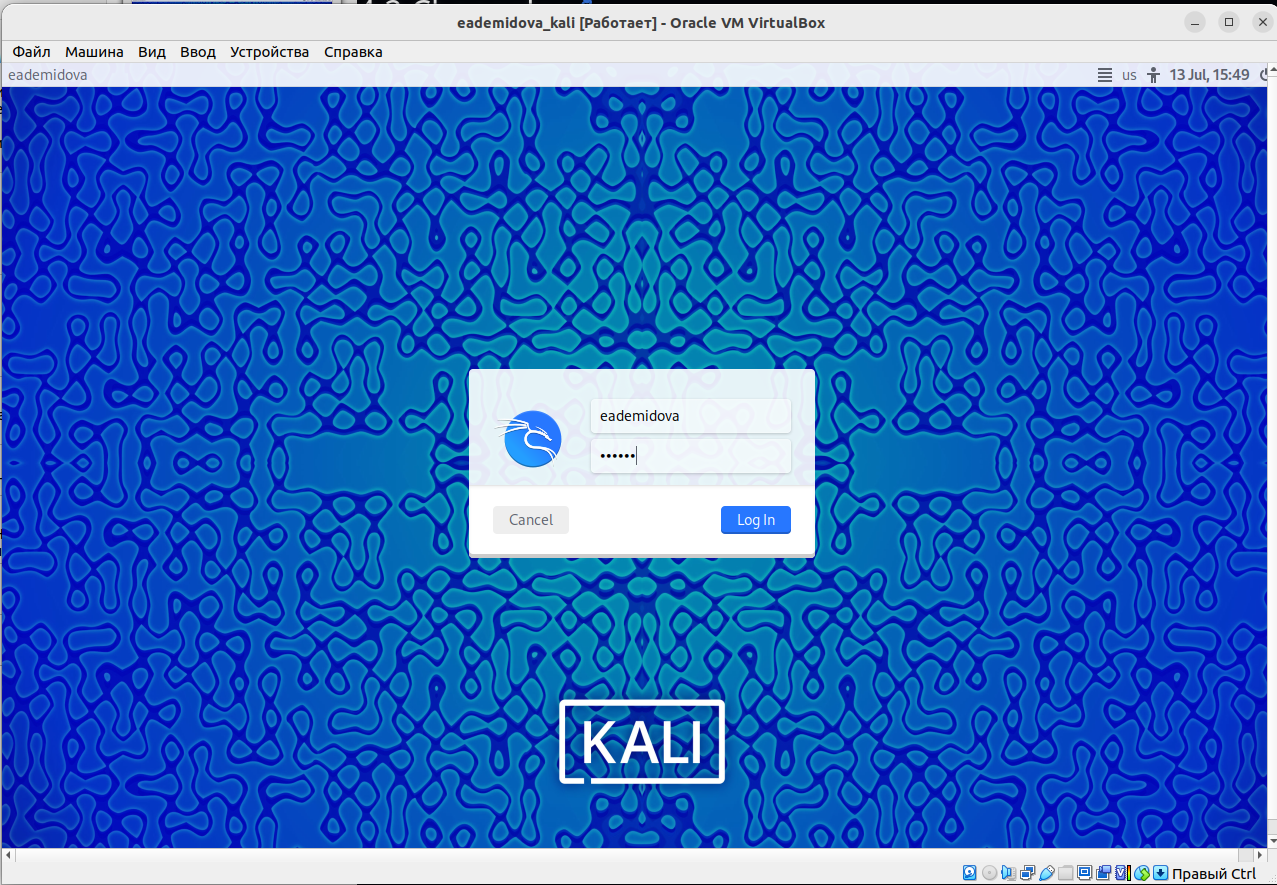 eademidova_kali [Работает] - Oracle VM VirtualBox
Файл Машина Вид Ввод Устройства Справка
eademidova us 13 Jul, 15:49
eademidova
••••••
Cancel Log In
KALI
Правый Ctrl